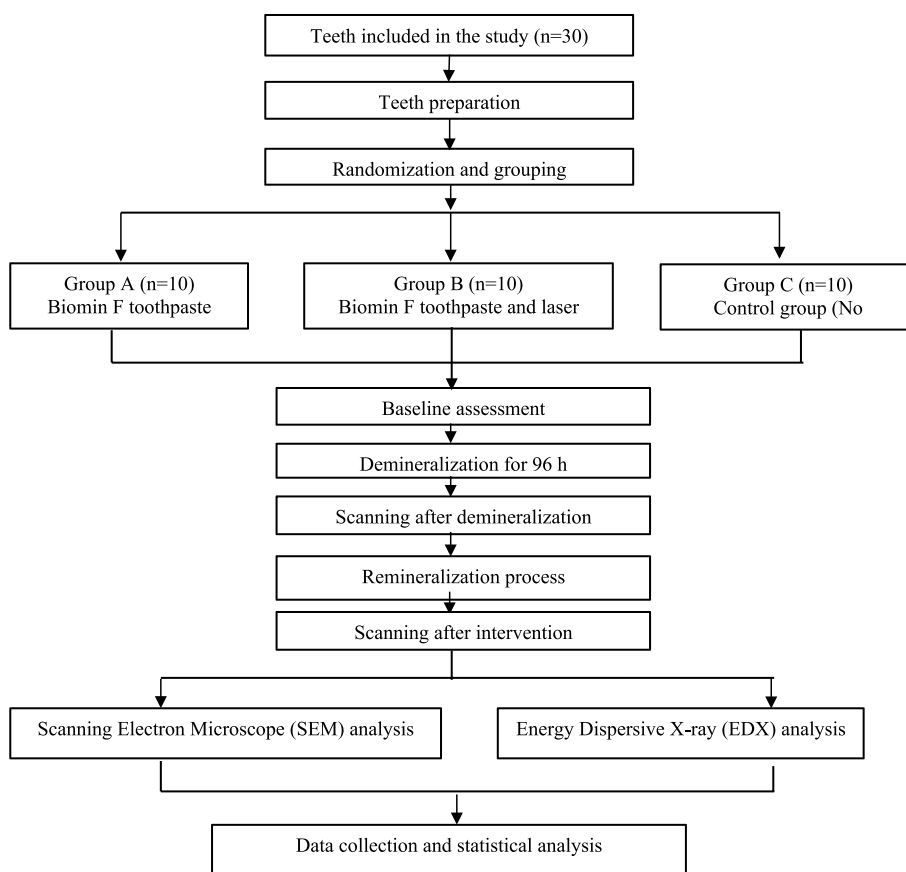 Teeth included in the study (n=30)
Teeth preparation
Randomization and grouping
Group A (n=10)
Biomin F toothpaste
Group B (n=10)
Biomin F toothpaste and laser
Group C (n=10)
Control group (No
Baseline assessment
Demineralization for 96 h
Scanning after demineralization
Remineralization process
Scanning after intervention
Scanning Electron Microscope (SEM) analysis
Energy Dispersive X-ray (EDX) analysis
Data collection and statistical analysis